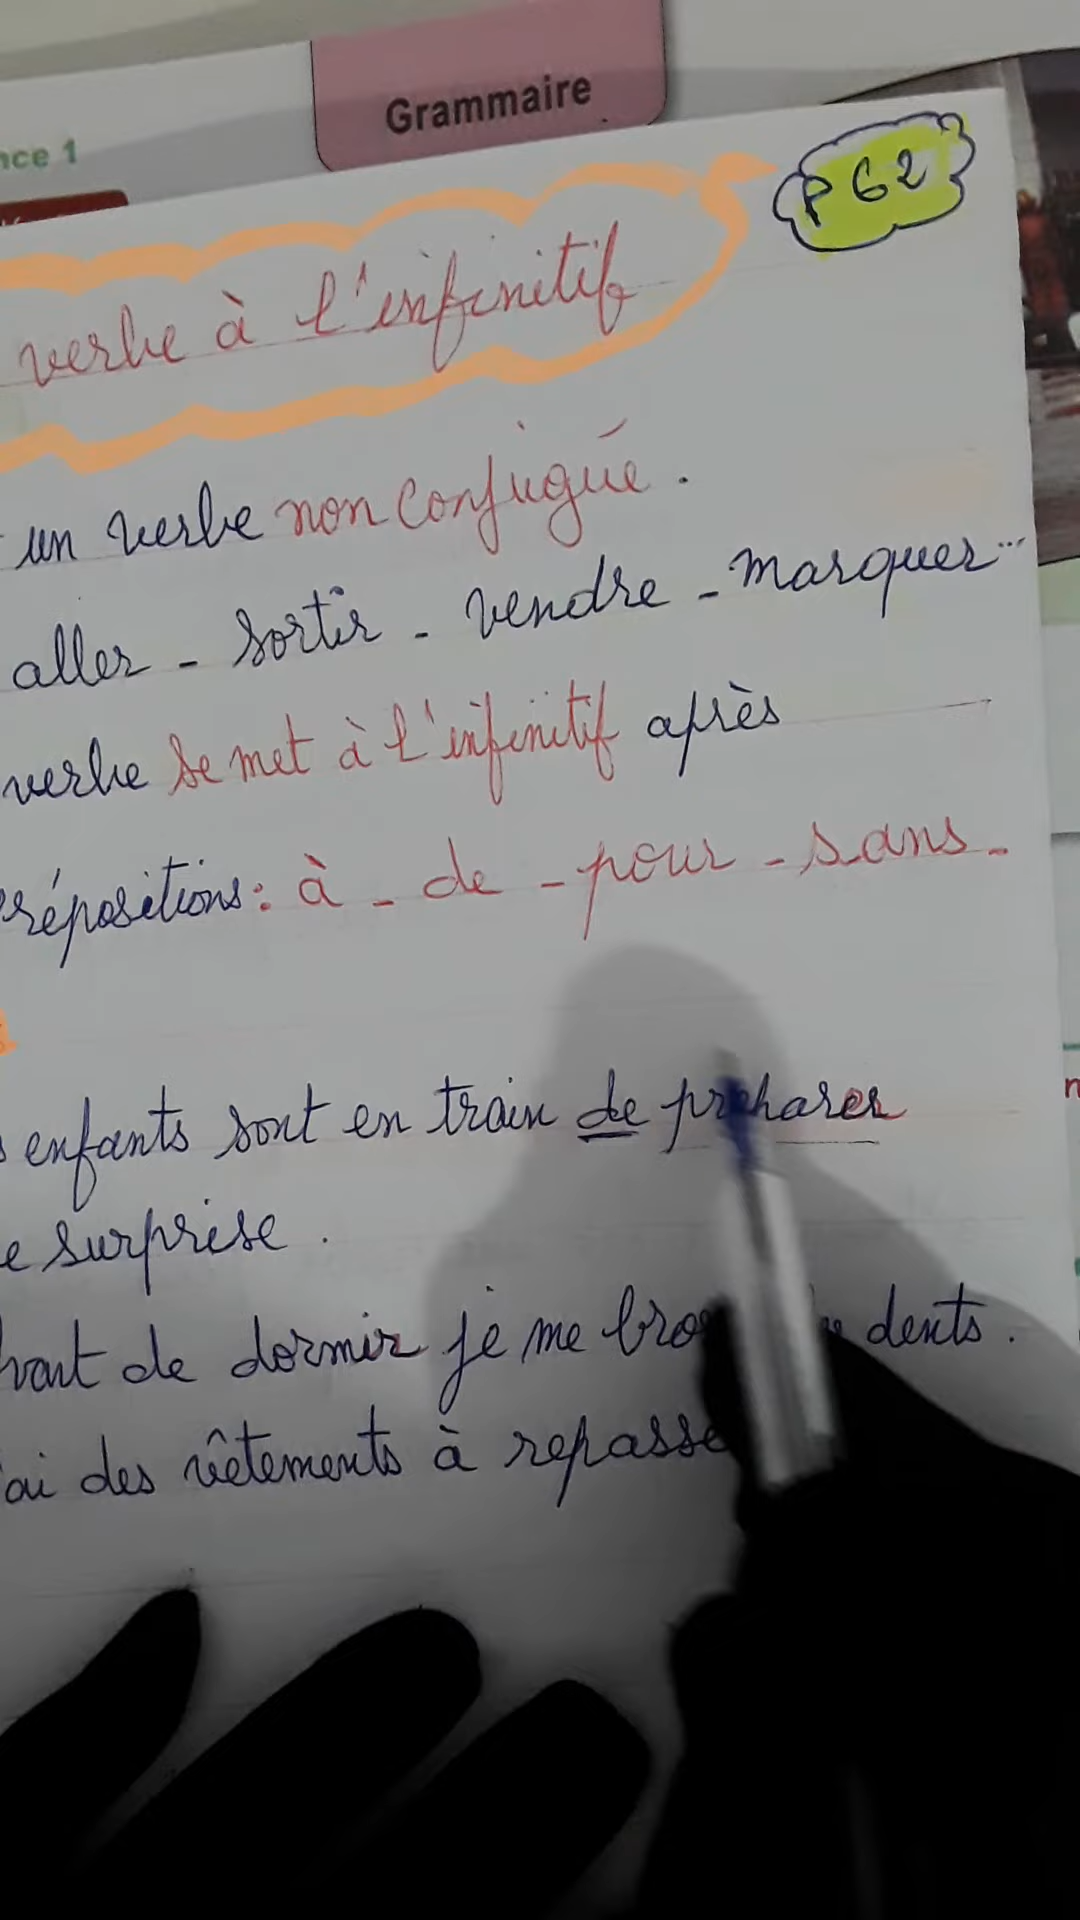 Grammaire
nce 1
P 62
verbe à l'infinitif
un verbe non conjugué.
aller - sortir - vendre - marquer...
verbe se met à l'infinitif après
répositions: à - de - pour - sans -
enfants sont en train de preparer
e surprise.
vant de dormir je me bro dents.
'ai des vêtements à repasse